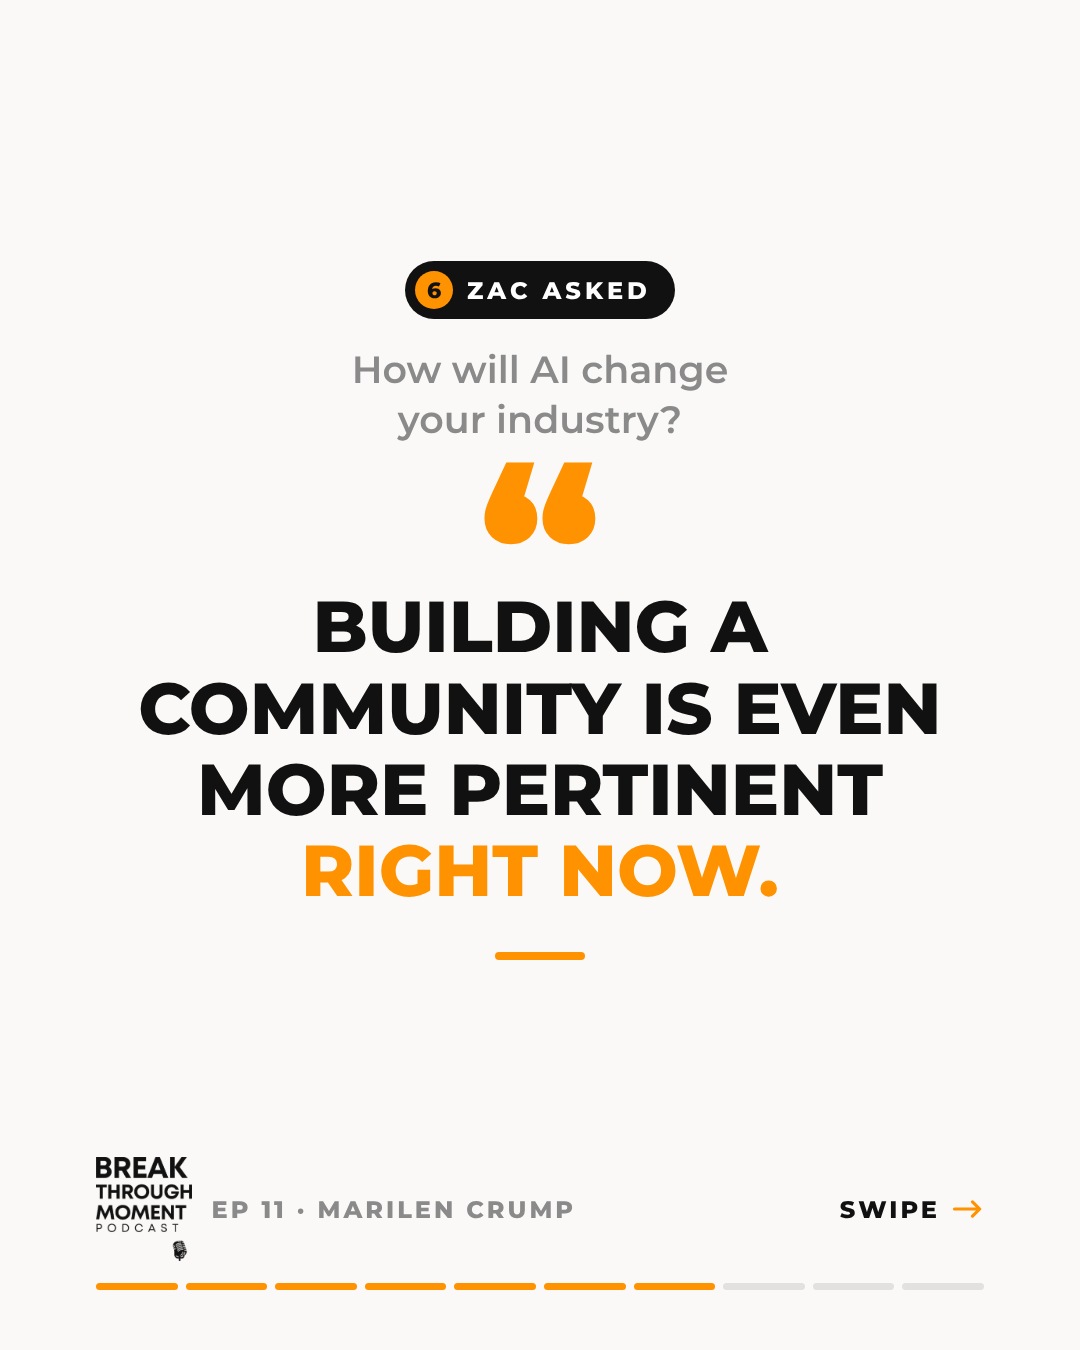 6 ZAC ASKED
How will AI change
your industry?
“
BUILDING A
COMMUNITY IS EVEN
MORE PERTINENT
RIGHT NOW.
BREAK
THROUGH
MOMENT
PODCAST
EP 11 · MARILEN CRUMP
SWIPE →